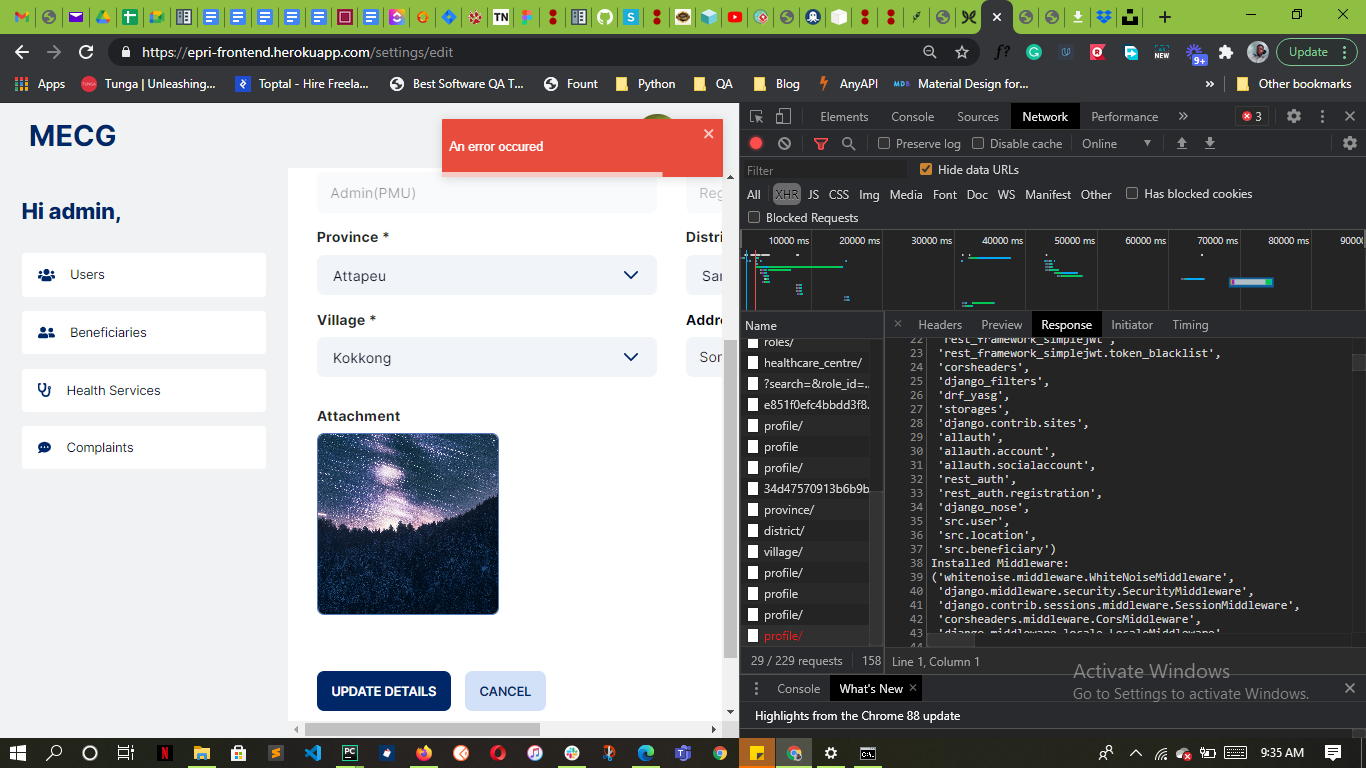 TN
S
https://epri-frontend.herokuapp.com/settings/edit
f?
NEW
9+
Update
Apps
Tunga | Unleashing...
Toptal - Hire Freela...
Best Software QA T...
Fount
Python
QA
Blog
AnyAPI
MDB Material Design for...
»
Other bookmarks
MECG
An error occured
Hi admin,
Users
Beneficiaries
Health Services
Complaints
Admin(PMU)
Reg
Province *
Distri
Attapeu
San
Village *
Addre
Kokkong
Son
Attachment
UPDATE DETAILS
CANCEL
Elements
Console
Sources
Network
Performance
»
3
Preserve log
Disable cache
Online
Filter
Hide data URLs
All
XHR
JS
CSS
Img
Media
Font
Doc
WS
Manifest
Other
Has blocked cookies
Blocked Requests
10000 ms
20000 ms
30000 ms
40000 ms
50000 ms
60000 ms
70000 ms
80000 ms
9000
Name
roles/
healthcare_centre/
?search=&role_id=...
e851f0efc4bbdd3f8.
profile/
profile
profile/
34d47570913b6b9b
province/
district/
village/
profile/
profile
profile/
profile/
29 / 229 requests
158
Headers
Preview
Response
Initiator
Timing
22 'rest_framework_simplejwt',
23 'rest_framework_simplejwt.token_blacklist',
24 'corsheaders',
25 'django_filters',
26 'drf_yasg',
27 'storages',
28 'django.contrib.sites',
29 'allauth',
30 'allauth.account',
31 'allauth.socialaccount',
32 'rest_auth',
33 'rest_auth.registration',
34 'django_nose',
35 'src.user',
36 'src.location',
37 'src.beneficiary')
38 Installed Middleware:
39 ('whitenoise.middleware.WhiteNoiseMiddleware',
40 'django.middleware.security.SecurityMiddleware',
41 'django.contrib.sessions.middleware.SessionMiddleware',
42 'corsheaders.middleware.CorsMiddleware',
43 'django.middleware.locale.LocaleMiddleware'
44
Line 1, Column 1
Activate Windows
Go to Settings to activate Windows.
Console
What's New
Highlights from the Chrome 88 update
PC
9:35 AM